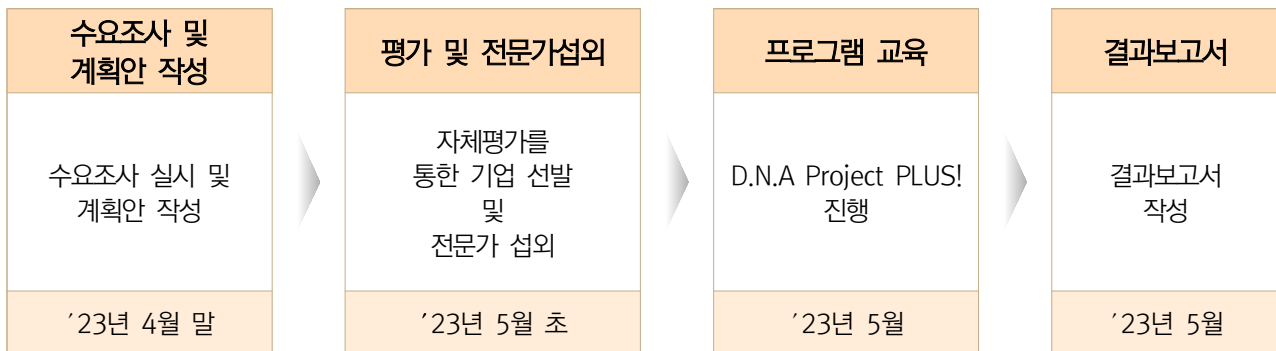 수요조사 및
계획안 작성
수요조사 실시 및
계획안 작성
´23년 4월 말
평가 및 전문가섭외
자체평가를
통한 기업 선발
및
전문가 섭외
´23년 5월 초
프로그램 교육
D.N.A Project PLUS!
진행
´23년 5월
결과보고서
결과보고서
작성
´23년 5월